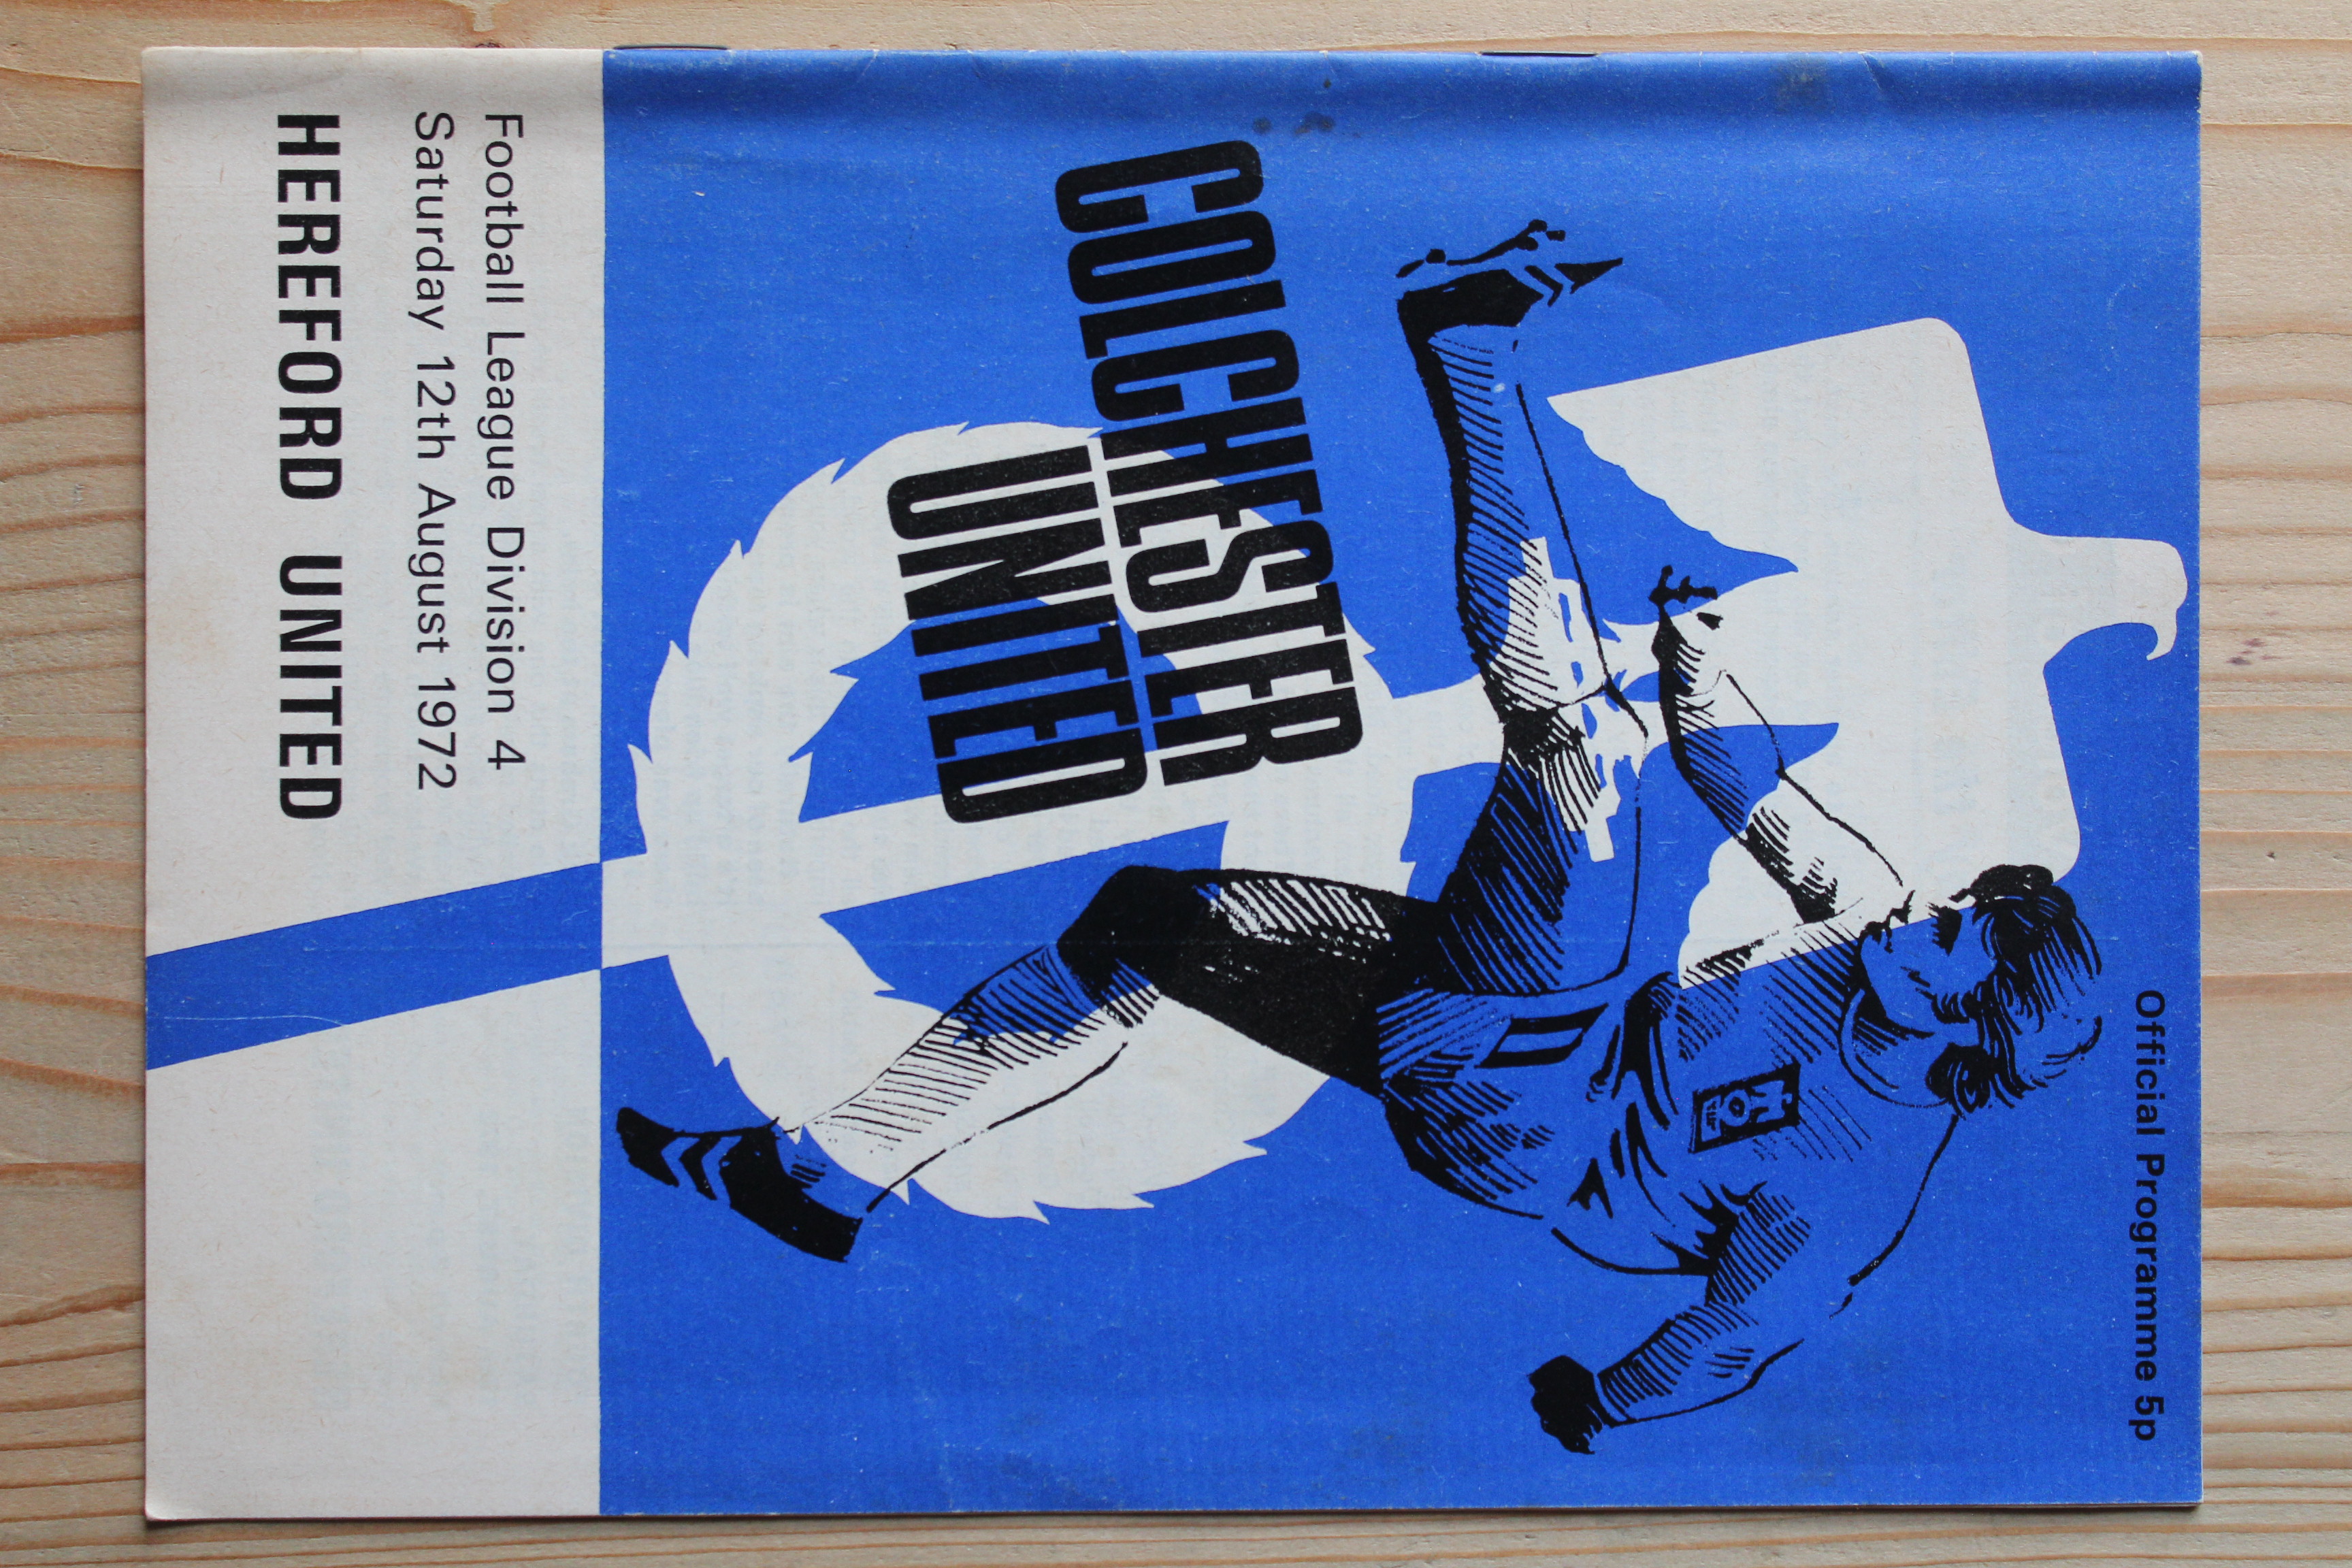 Official Programme 5p
COLCHESTER
UNITED
Football League Division 4
Saturday 12th August 1972
HEREFORD UNITED